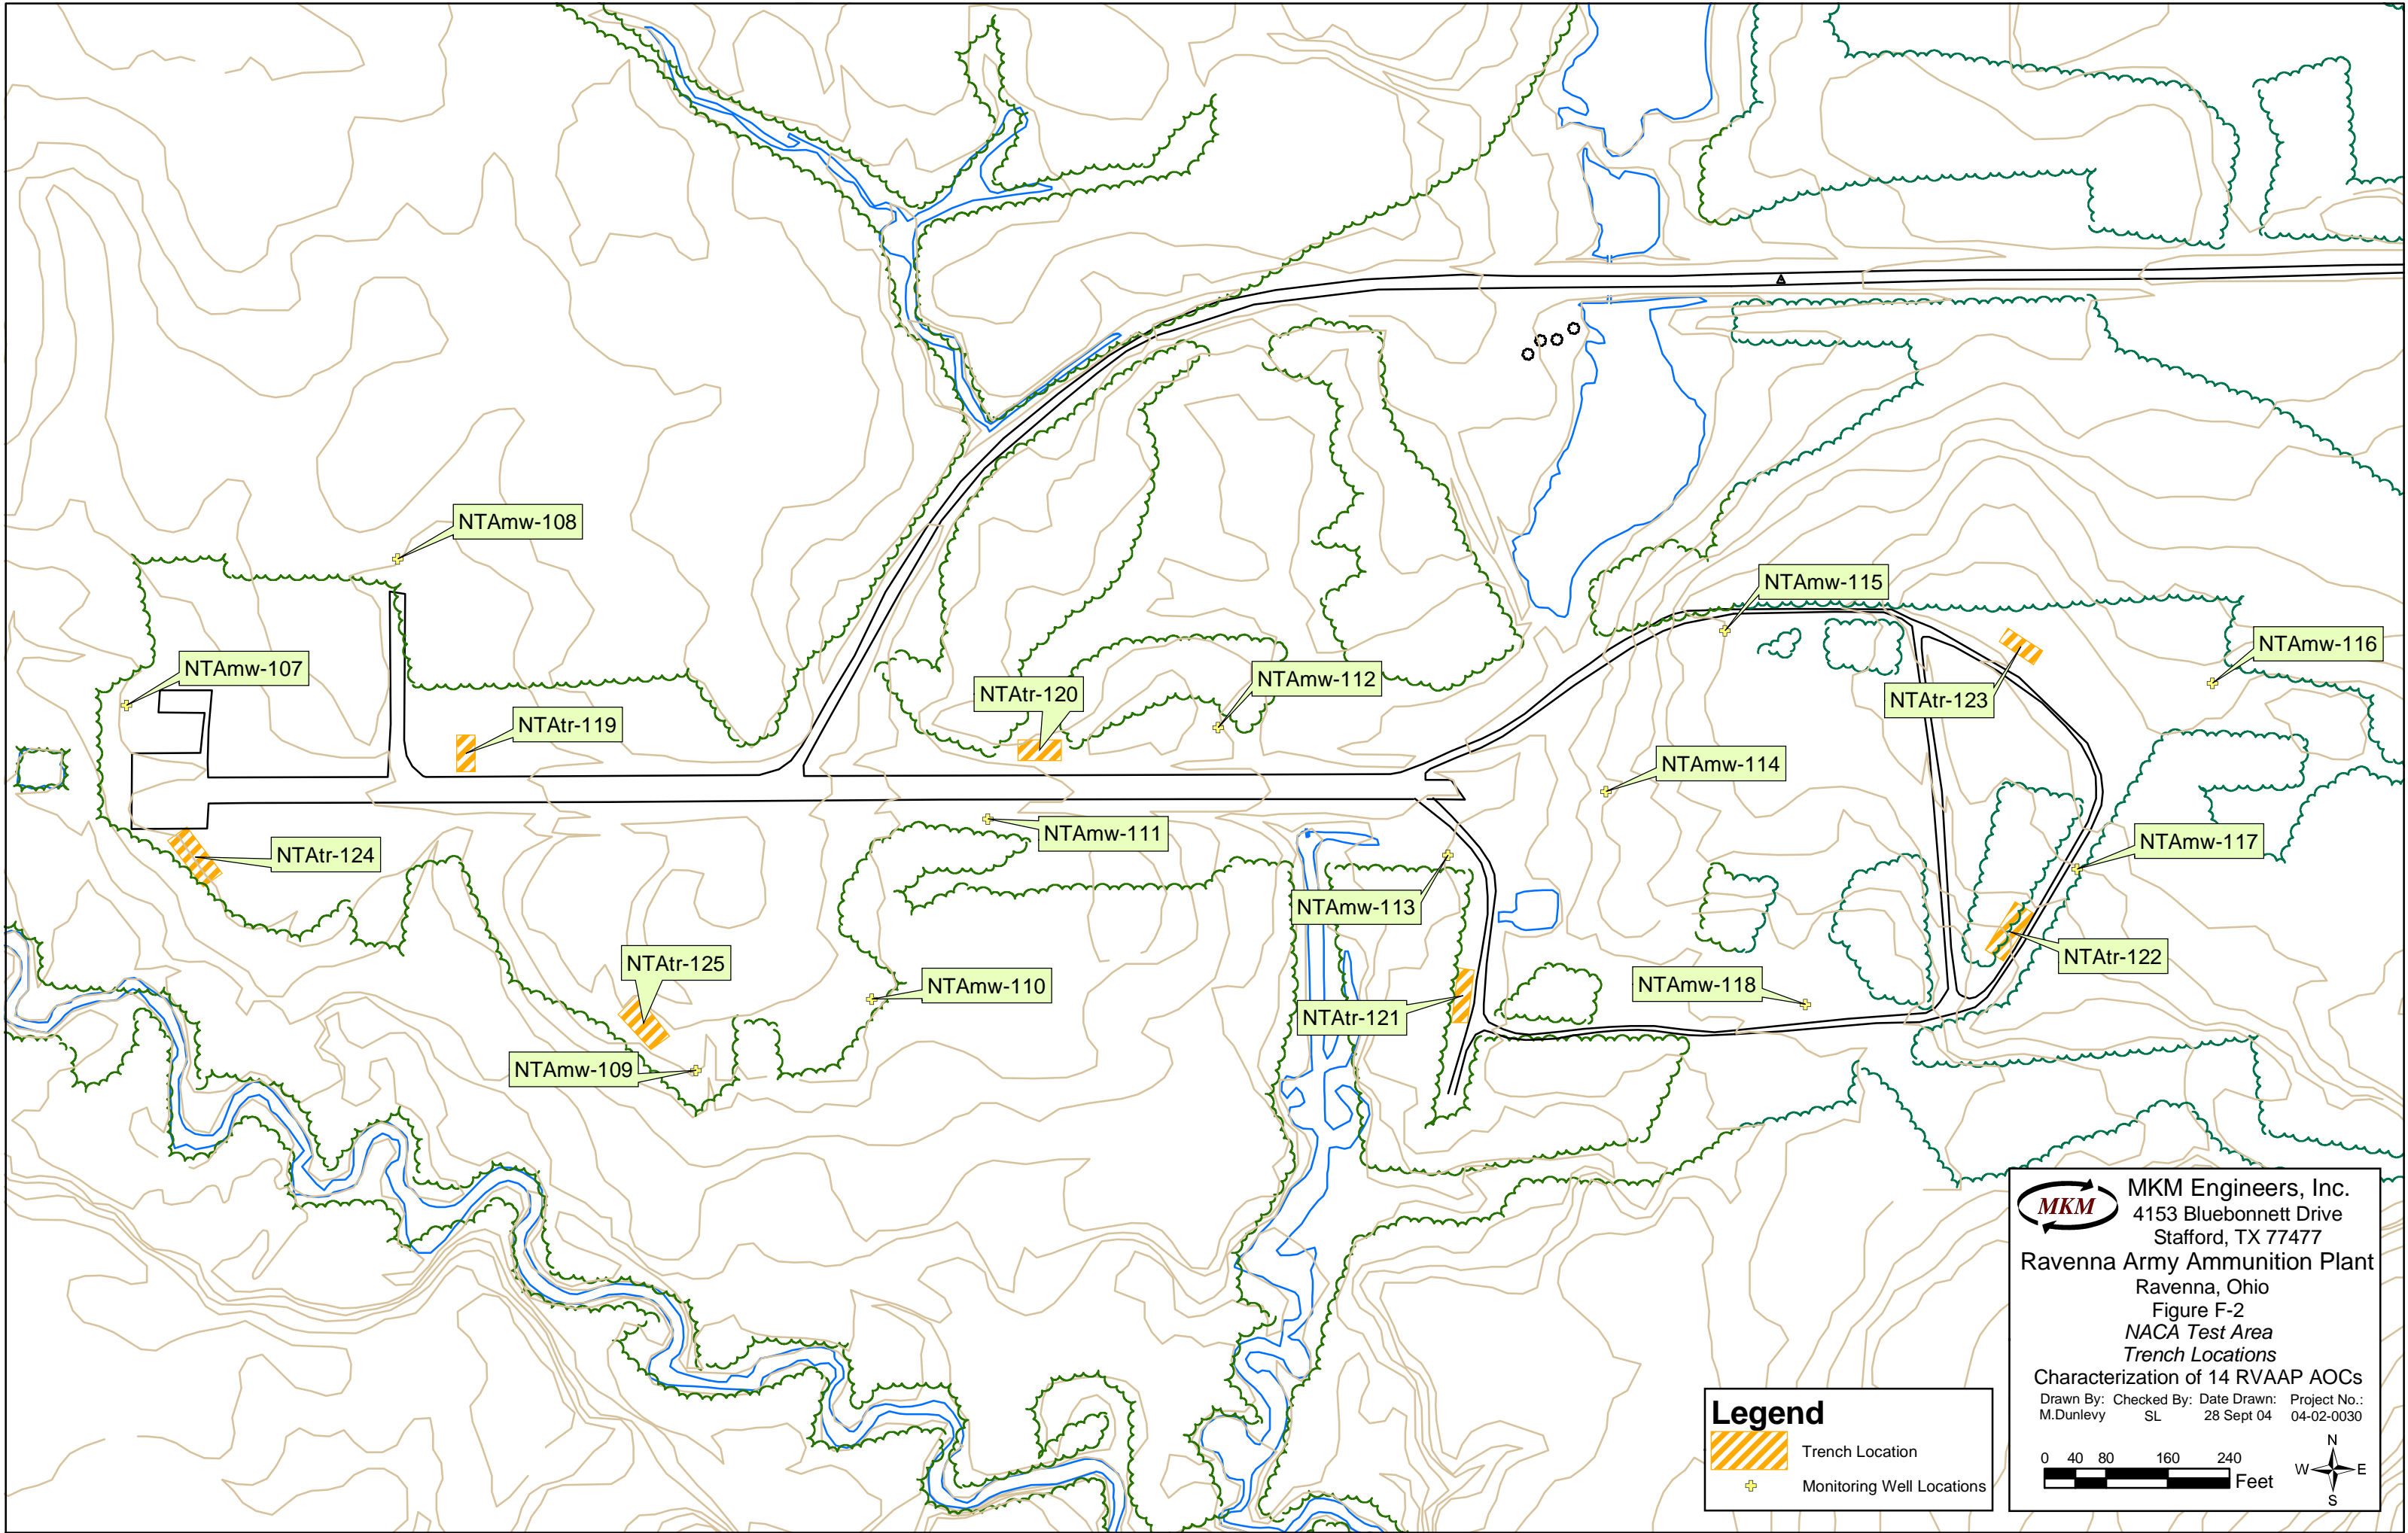 NTAmw-108
NTAmw-115
NTAmw-116
NTAmw-107
NTAmw-112
NTAtr-120
NTAtr-123
NTAtr-119
NTAmw-114
NTAmw-111
NTAmw-117
NTAtr-124
NTAmw-113
NTAtr-122
NTAtr-125
NTAmw-110
NTAmw-118
NTAtr-121
NTAmw-109
MKM
MKM Engineers, Inc.
4153 Bluebonnett Drive
Stafford, TX 77477
Ravenna Army Ammunition Plant
Ravenna, Ohio
Figure F-2
NACA Test Area
Trench Locations
Characterization of 14 RVAAP AOCs
Drawn By: Checked By: Date Drawn: Project No.:
M.Dunlevy SL 28 Sept 04 04-02-0030
0 40 80 160 240
Feet
N
W E
S
Legend
Trench Location
Monitoring Well Locations